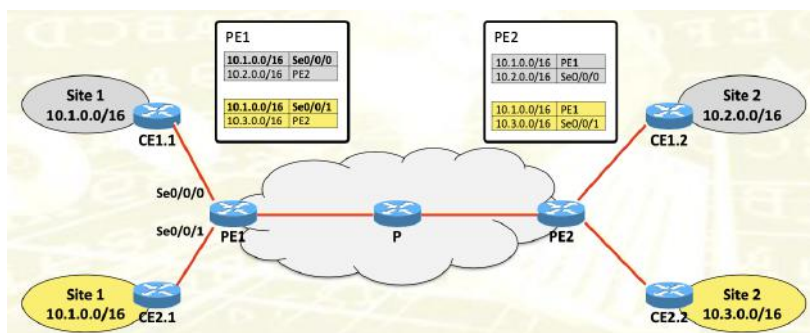 PE1
10.1.0.0/16 Se0/0/0
10.2.0.0/16 PE2
10.1.0.0/16 Se0/0/1
10.3.0.0/16 PE2
PE2
10.1.0.0/16 PE1
10.2.0.0/16 Se0/0/0
10.1.0.0/16 PE1
10.3.0.0/16 Se0/0/1
Site 1
10.1.0.0/16
CE1.1
Site 2
10.2.0.0/16
CE1.2
Se0/0/0
Se0/0/1
PE1
P
PE2
Site 1
10.1.0.0/16
CE2.1
Site 2
10.3.0.0/16
CE2.2